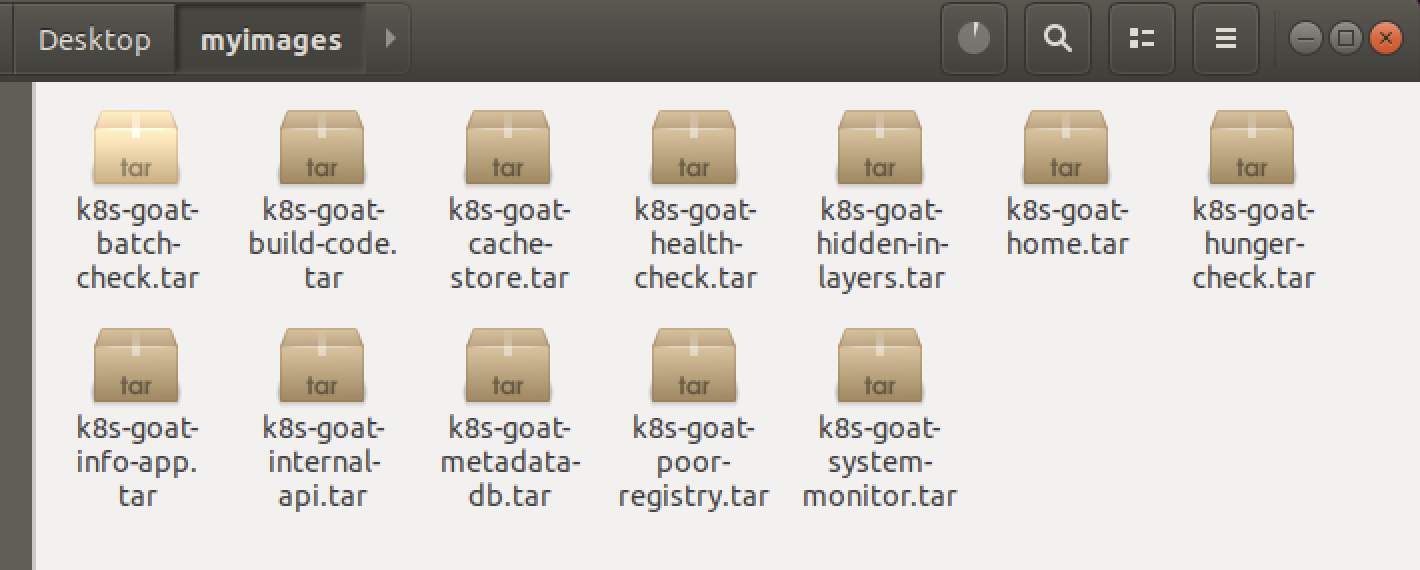 Desktop myimages
tar tar tar tar tar tar tar
k8s-goat- k8s-goat- k8s-goat- k8s-goat- k8s-goat- k8s-goat- k8s-goat-
batch- build-code. cache- health- hidden-in- home.tar hunger-
check.tar tar store.tar check.tar layers.tar check.tar
tar tar tar tar tar
k8s-goat- k8s-goat- k8s-goat- k8s-goat- k8s-goat-
info-app. internal- metadata- poor- system-
tar api.tar db.tar registry.tar monitor.tar